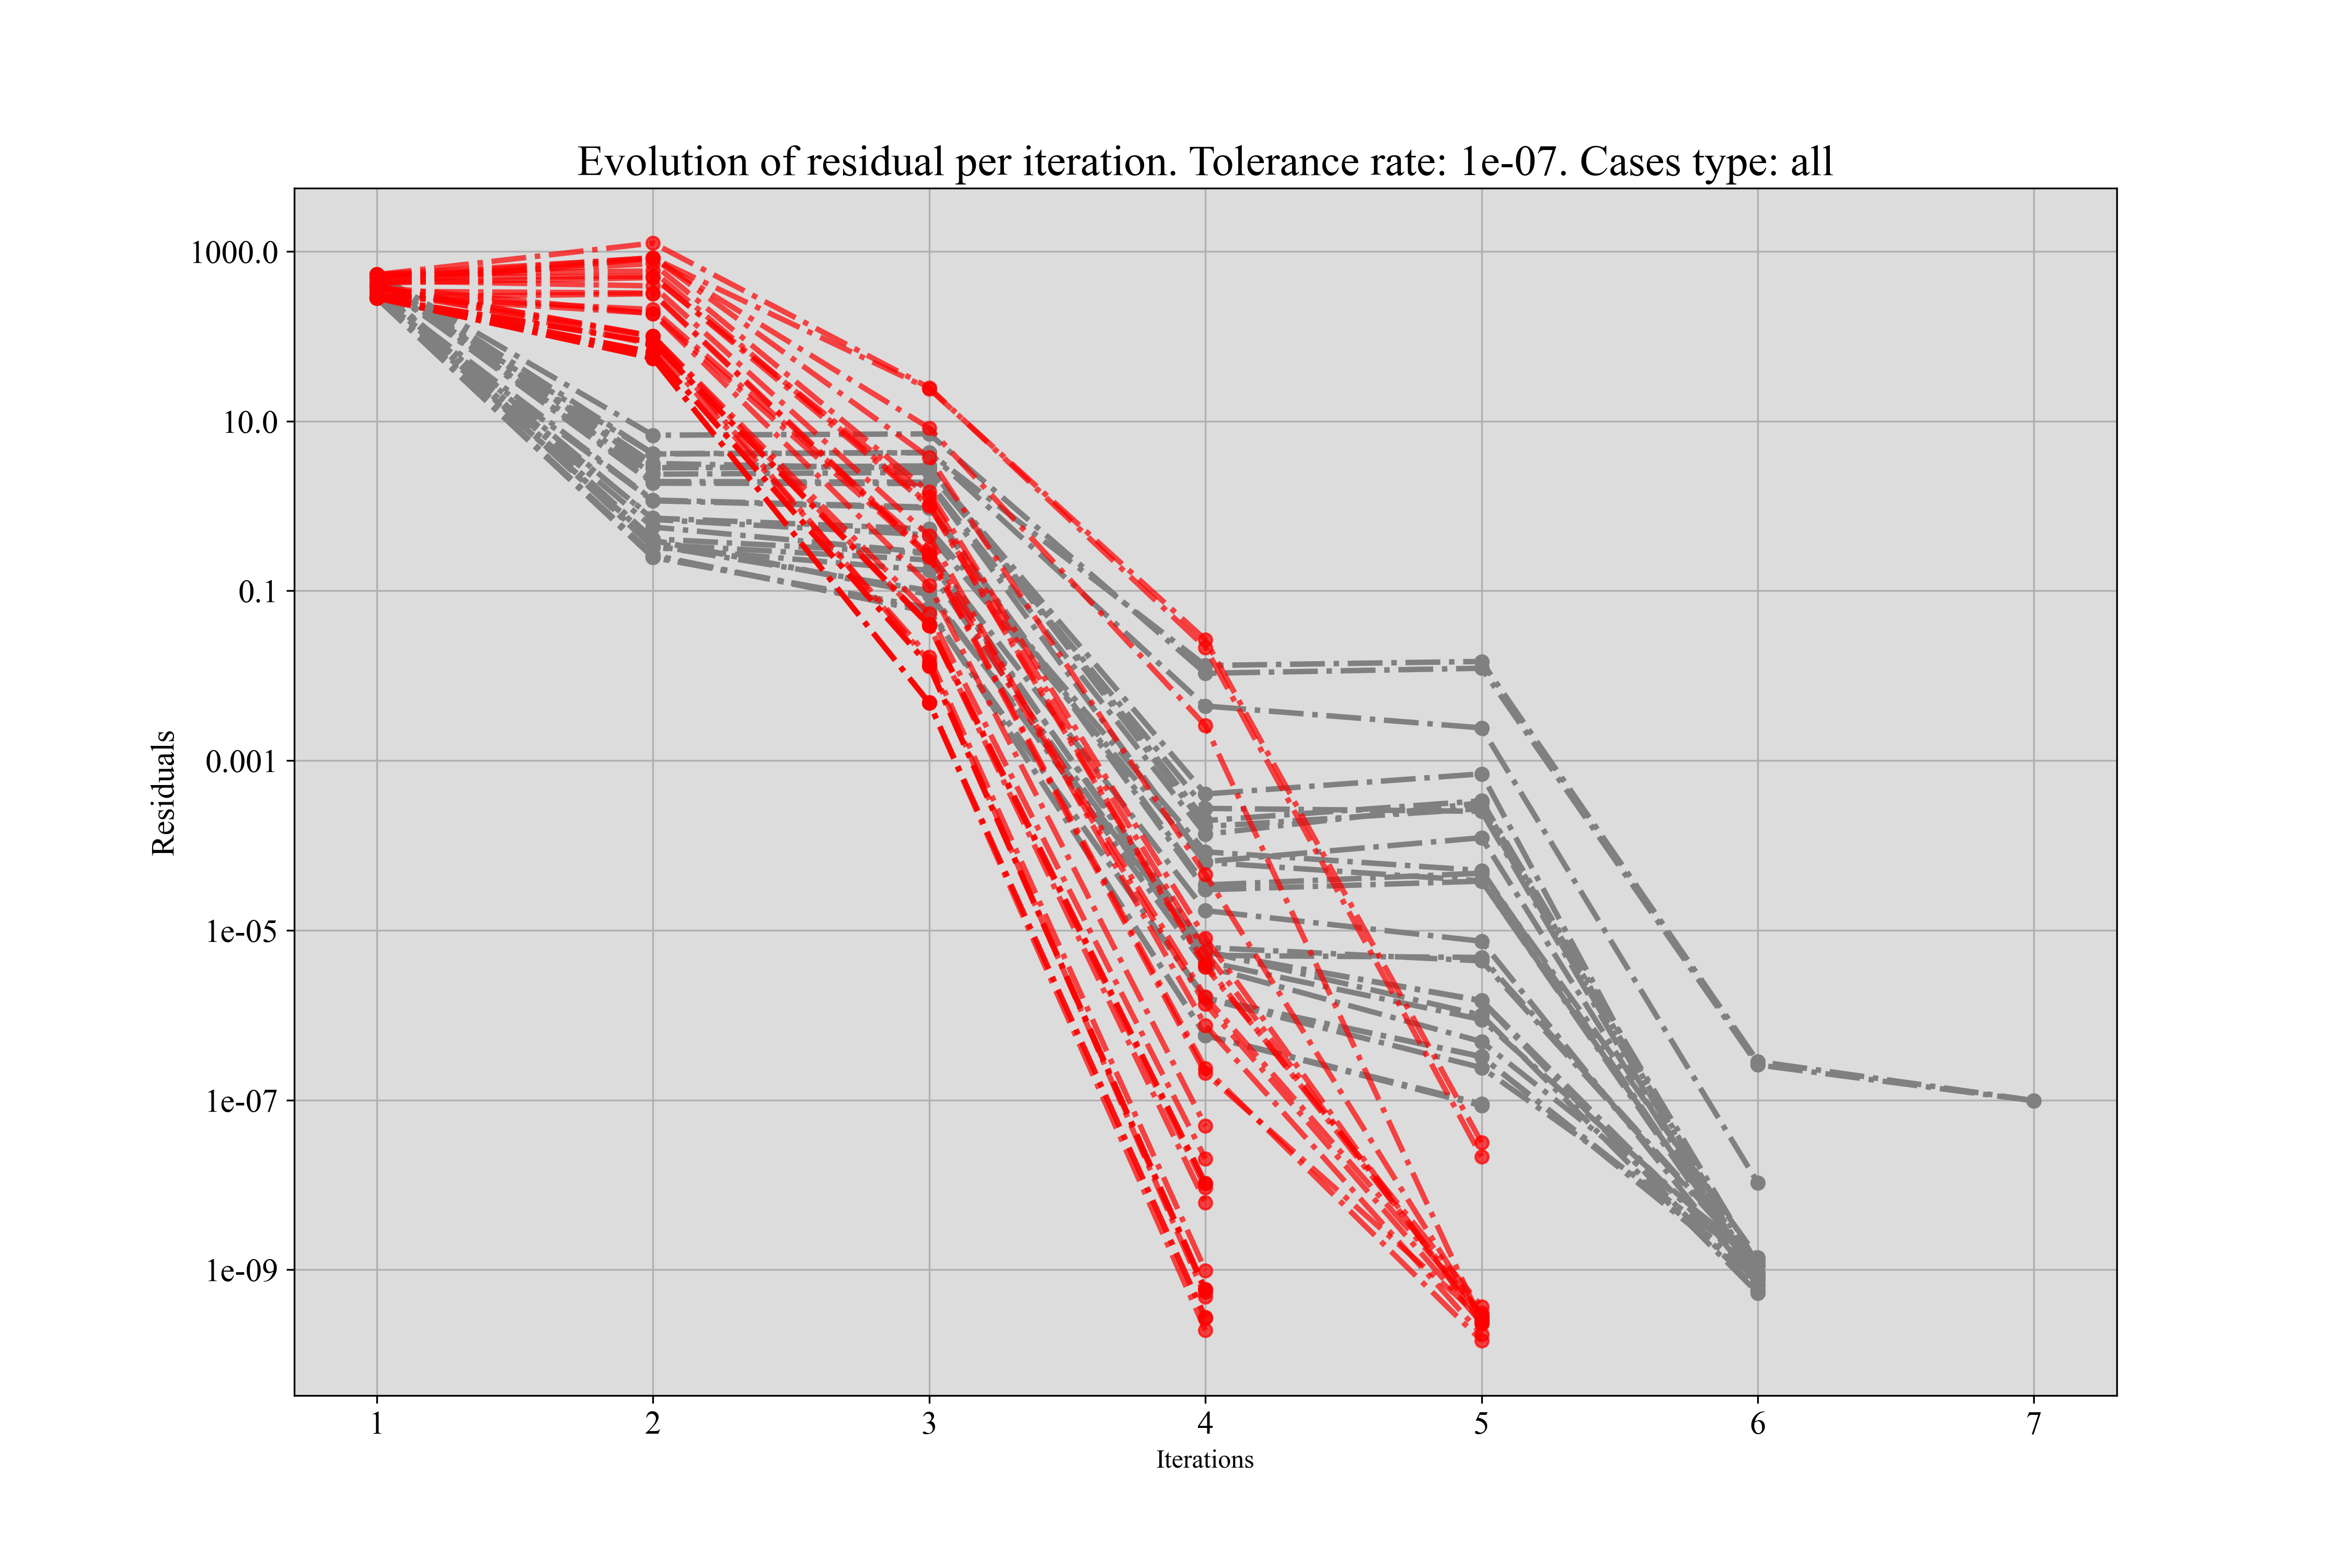 Evolution of residual per iteration. Tolerance rate: 1e-07. Cases type: all
1000.0
10.0
0.1
0.001
1e-05
1e-07
1e-09
Residuals
1 2 3 4 5 6 7
Iterations